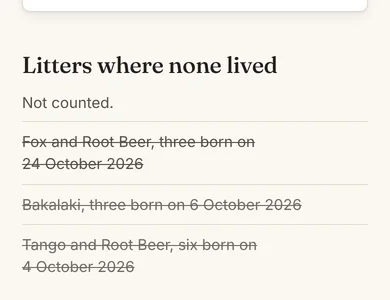 Litters where none lived
Not counted.
Fox and Root Beer, three born on
24 October 2026
Bakalaki, three born on 6 October 2026
Tango and Root Beer, six born on
4 October 2026